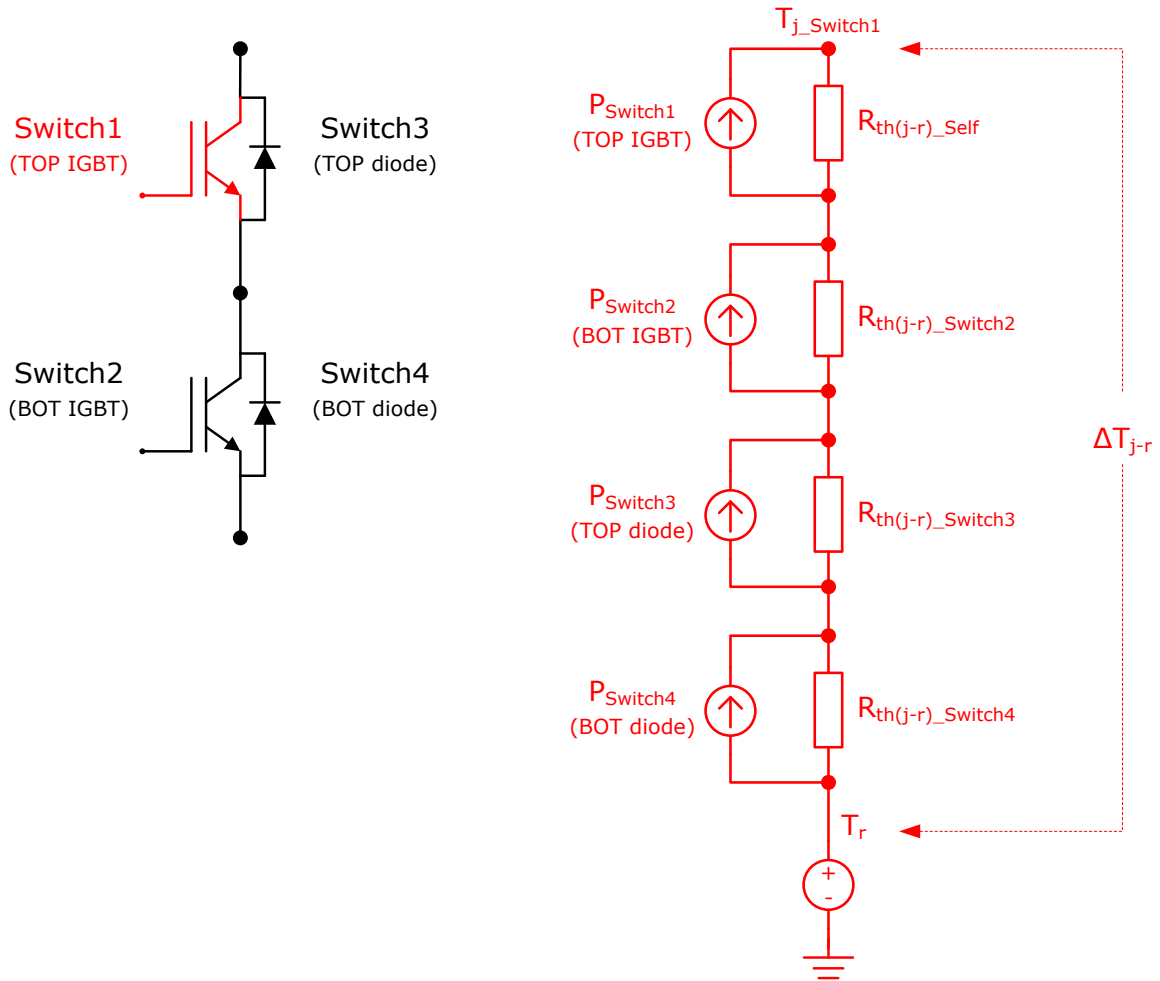 Switch1
(TOP IGBT)
Switch3
(TOP diode)
Switch2
(BOT IGBT)
Switch4
(BOT diode)
Tj_Switch1
PSwitch1
(TOP IGBT)
Rth(j-r)_Self
PSwitch2
(BOT IGBT)
Rth(j-r)_Switch2
PSwitch3
(TOP diode)
Rth(j-r)_Switch3
PSwitch4
(BOT diode)
Rth(j-r)_Switch4
ΔTj-r
Tr
+
-